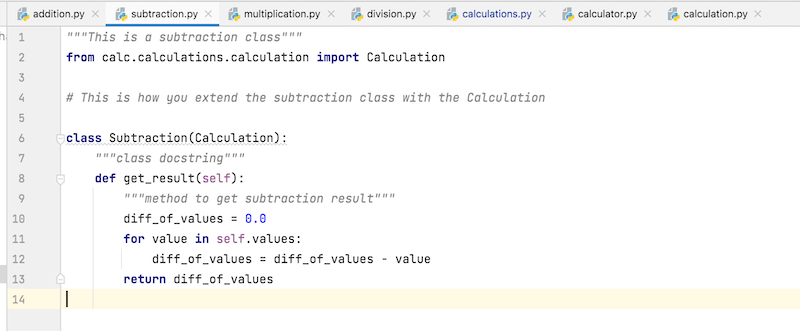 addition.py subtraction.py multiplication.py division.py calculations.py calculator.py calculation.py
1 """This is a subtraction class"""
2 from calc.calculations.calculation import Calculation
3
4 # This is how you extend the subtraction class with the Calculation
5
6 class Subtraction(Calculation):
7 """class docstring"""
8 def get_result(self):
9 """method to get subtraction result"""
10 diff_of_values = 0.0
11 for value in self.values:
12 diff_of_values = diff_of_values - value
13 return diff_of_values
14